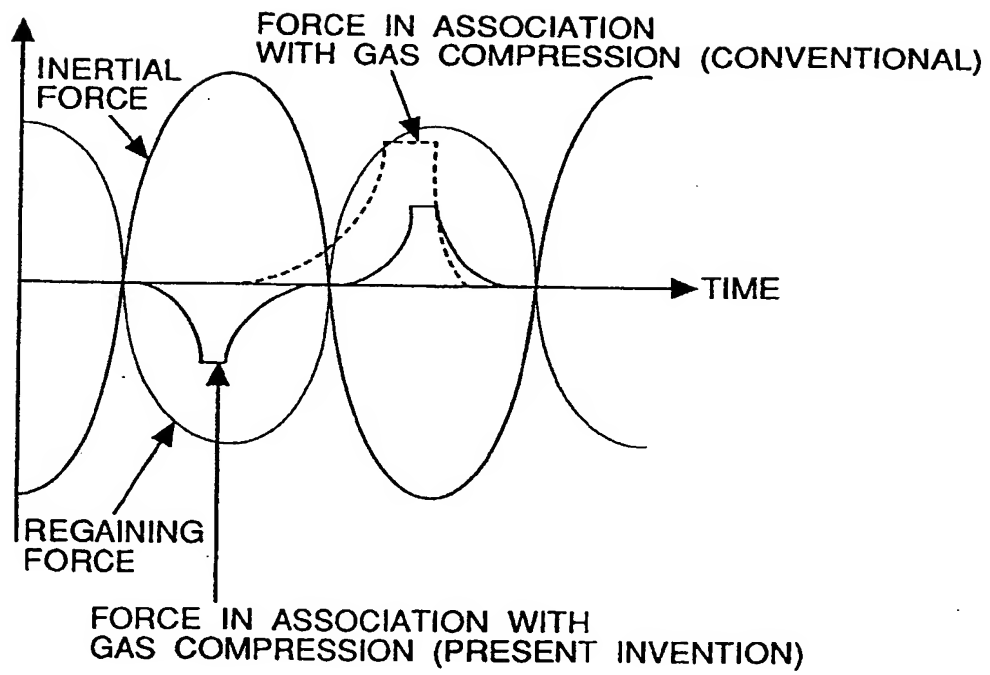 FORCE IN ASSOCIATION
WITH GAS COMPRESSION (CONVENTIONAL)
INERTIAL
FORCE
TIME
REGAINING
FORCE
FORCE IN ASSOCIATION WITH
GAS COMPRESSION (PRESENT INVENTION)